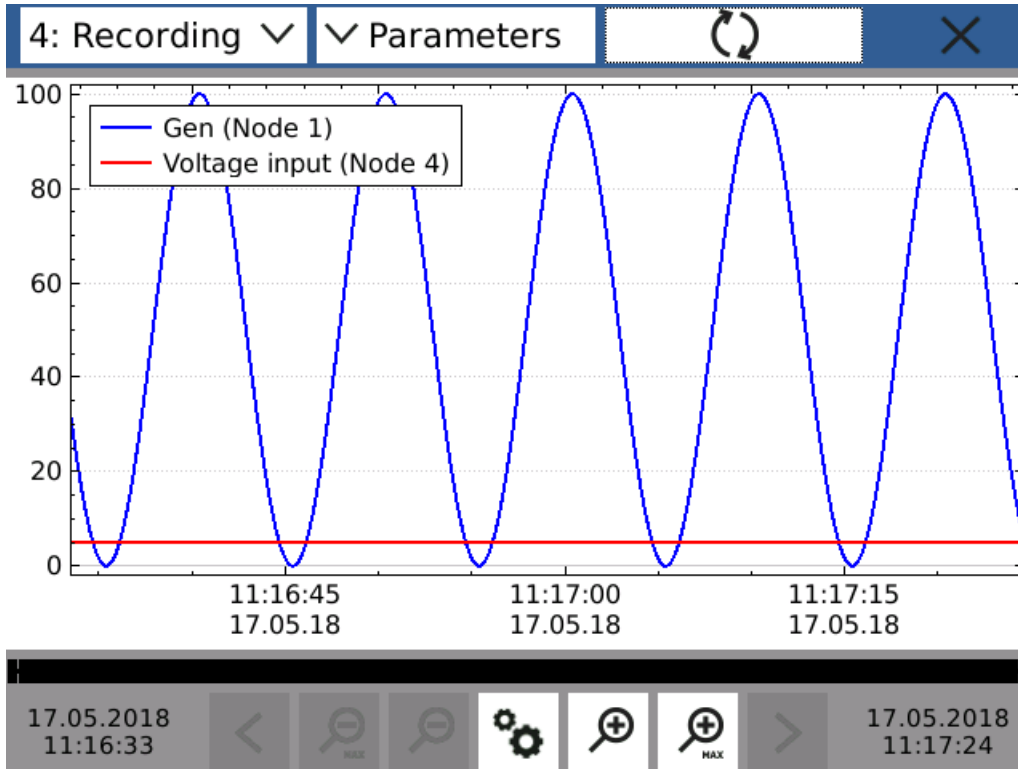 4: Recording
Parameters
100
80
60
40
20
0
Gen (Node 1)
Voltage input (Node 4)
11:16:45
17.05.18
11:17:00
17.05.18
11:17:15
17.05.18
17.05.2018
11:16:33
MAX
MAX
17.05.2018
11:17:24